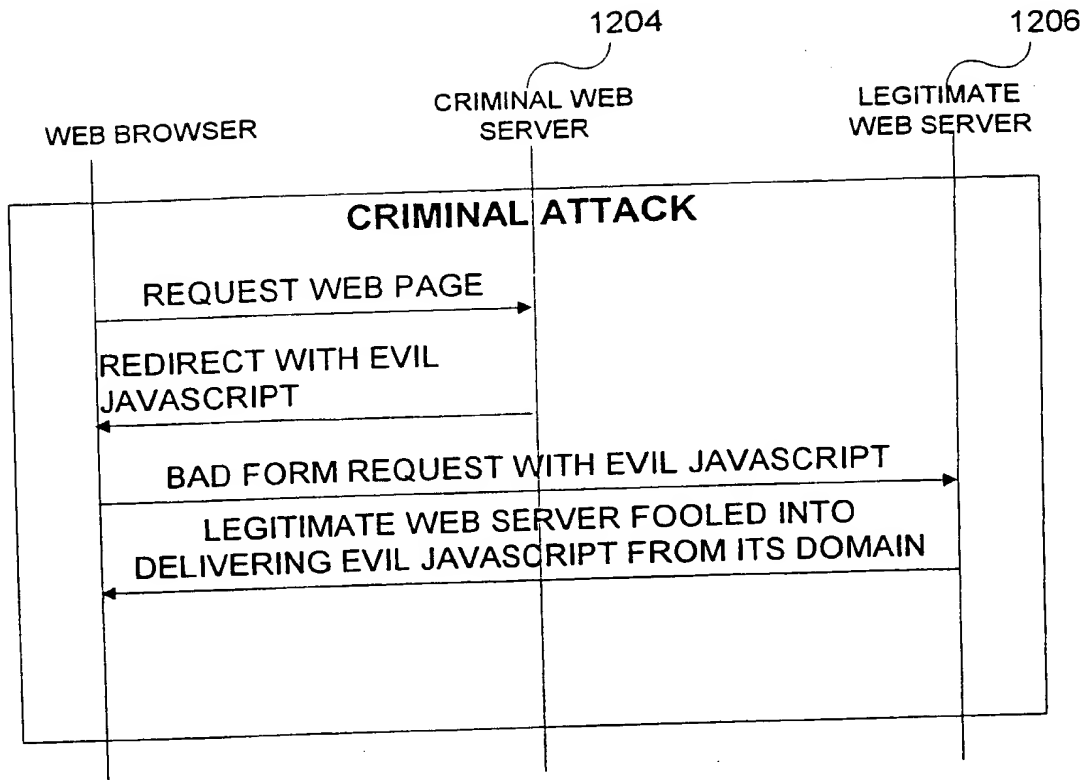 1204
1206
WEB BROWSER
CRIMINAL WEB
SERVER
LEGITIMATE
WEB SERVER
CRIMINAL ATTACK
REQUEST WEB PAGE
REDIRECT WITH EVIL
JAVASCRIPT
BAD FORM REQUEST WITH EVIL JAVASCRIPT
LEGITIMATE WEB SERVER FOOLED INTO
DELIVERING EVIL JAVASCRIPT FROM ITS DOMAIN